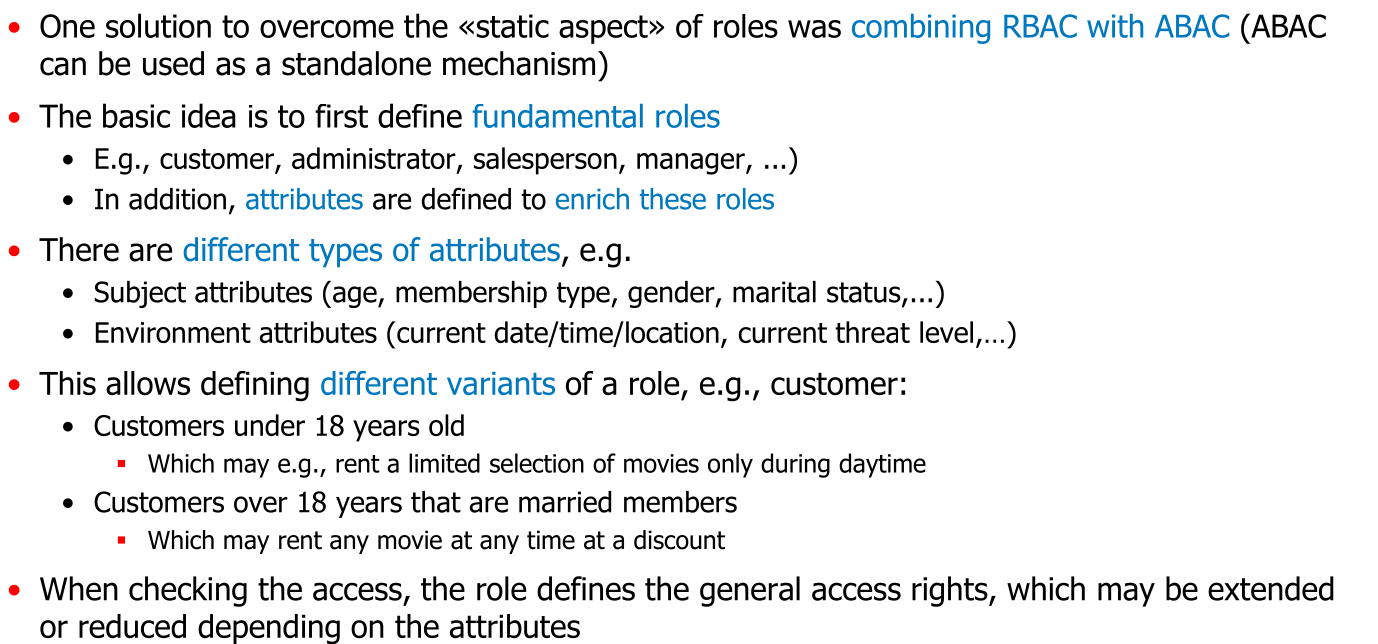 • One solution to overcome the «static aspect» of roles was combining RBAC with ABAC (ABAC
can be used as a standalone mechanism)
• The basic idea is to first define fundamental roles
• E.g., customer, administrator, salesperson, manager, ...)
• In addition, attributes are defined to enrich these roles
• There are different types of attributes, e.g.
• Subject attributes (age, membership type, gender, marital status,...)
• Environment attributes (current date/time/location, current threat level,…)
• This allows defining different variants of a role, e.g., customer:
• Customers under 18 years old
▪ Which may e.g., rent a limited selection of movies only during daytime
• Customers over 18 years that are married members
▪ Which may rent any movie at any time at a discount
• When checking the access, the role defines the general access rights, which may be extended
or reduced depending on the attributes